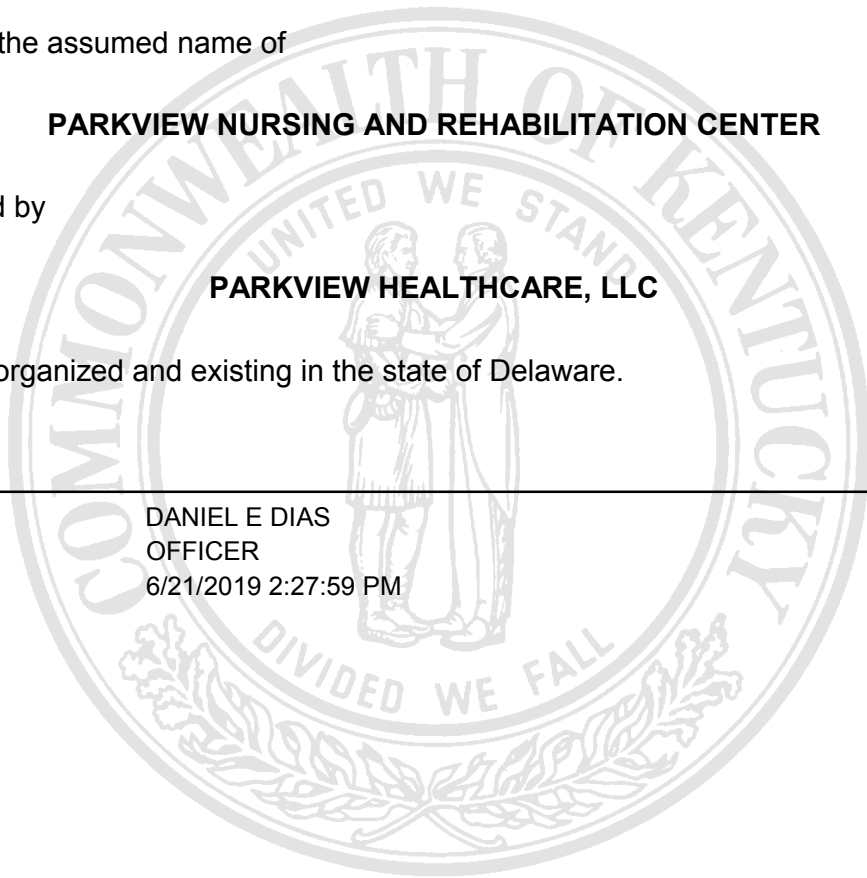 the assumed name of
PARKVIEW NURSING AND REHABILITATION CENTER
d by
PARKVIEW HEALTHCARE, LLC
organized and existing in the state of Delaware.
DANIEL E DIAS
OFFICER
6/21/2019 2:27:59 PM
COMMONWEALTH OF KENTUCKY
UNITED WE STAND
DIVIDED WE FALL